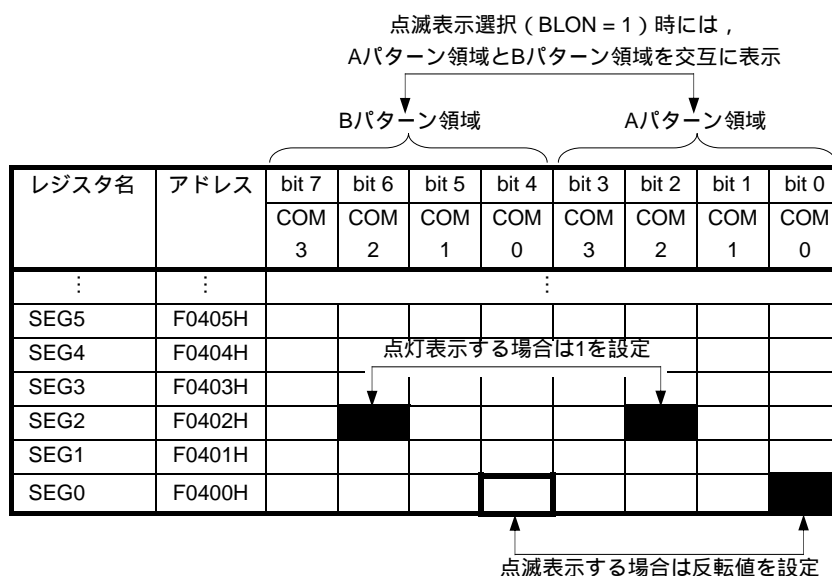 点滅表示選択（BLON = 1）時には，
Aパターン領域とBパターン領域を交互に表示
Bパターン領域 Aパターン領域
レジスタ名 アドレス bit 7 bit 6 bit 5 bit 4 bit 3 bit 2 bit 1 bit 0
COM COM COM COM COM COM COM COM
3 2 1 0 3 2 1 0
⋮ ⋮ ⋮
SEG5 F0405H
SEG4 F0404H 点灯表示する場合は1を設定
SEG3 F0403H
SEG2 F0402H
SEG1 F0401H
SEG0 F0400H
点滅表示する場合は反転値を設定